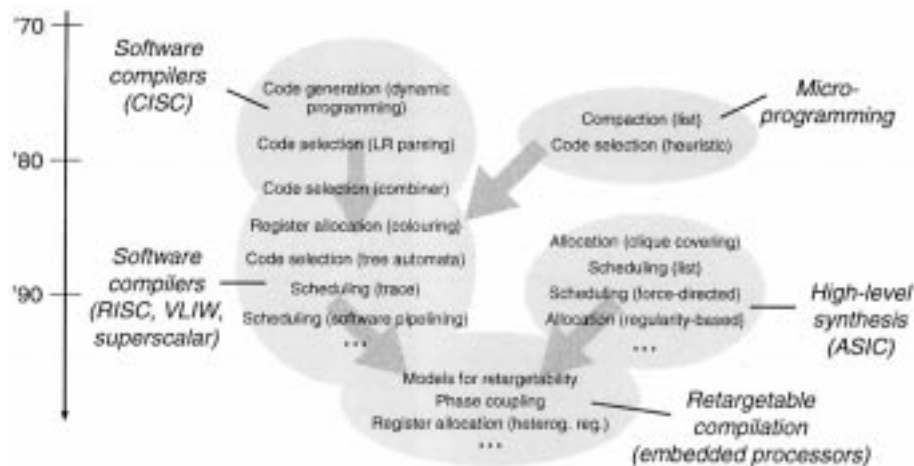 '70
Software
compilers
(CISC)
Code generation (dynamic
programming)
Code selection (LR parsing)
Micro-
programming
Compaction (list)
Code selection (heuristic)
'80
Code selection (combiner)
Register allocation (colouring)
Code selection (tree automata)
Scheduling (trace)
Scheduling (software pipelining)
...
Software
compilers
(RISC, VLIW,
superscalar)
'90
Allocation (clique covering)
Scheduling (list)
Scheduling (force-directed)
Allocation (regularity-based)
...
High-level
synthesis
(ASIC)
Models for retargetability
Phase coupling
Register allocation (heterog. reg.)
...
Retargetable
compilation
(embedded processors)